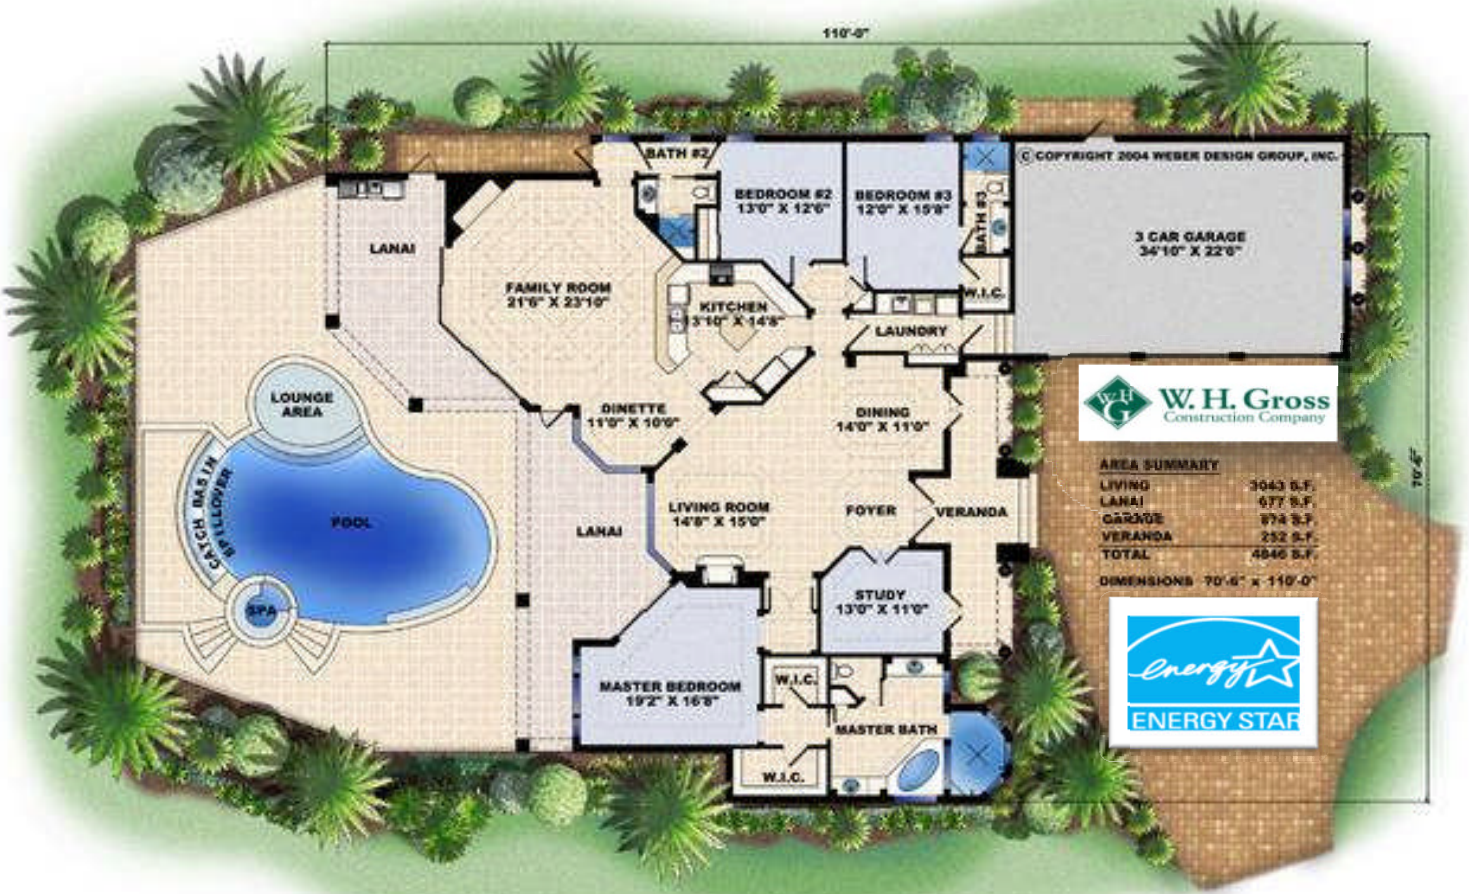 110'-0"
© COPYRIGHT 2004 WEBER DESIGN GROUP, INC.
BATH #2
BEDROOM #2
13'0" X 12'6"
BEDROOM #3
12'0" X 15'8"
BATH #3
3 CAR GARAGE
34'10" X 22'6"
LANAI
FAMILY ROOM
21'6" X 23'10"
KITCHEN
13'10" X 14'8"
W.I.C.
LAUNDRY
LOUNGE
AREA
DINETTE
11'0" X 10'0"
DINING
14'0" X 11'0"
WHG
W. H. Gross
Construction Company
AREA SUMMARY
LIVING 3043 S.F.
LANAI 677 S.F.
GARAGE 874 S.F.
VERANDA 252 S.F.
TOTAL 4846 S.F.
DIMENSIONS 70'-6" x 110'-0"
70'-6"
CATCH BASIN
SPILLOVER
POOL
LANAI
LIVING ROOM
14'8" X 15'0"
FOYER
VERANDA
SPA
STUDY
13'0" X 11'0"
energy
ENERGY STAR
MASTER BEDROOM
19'2" X 16'8"
W.I.C.
MASTER BATH
W.I.C.